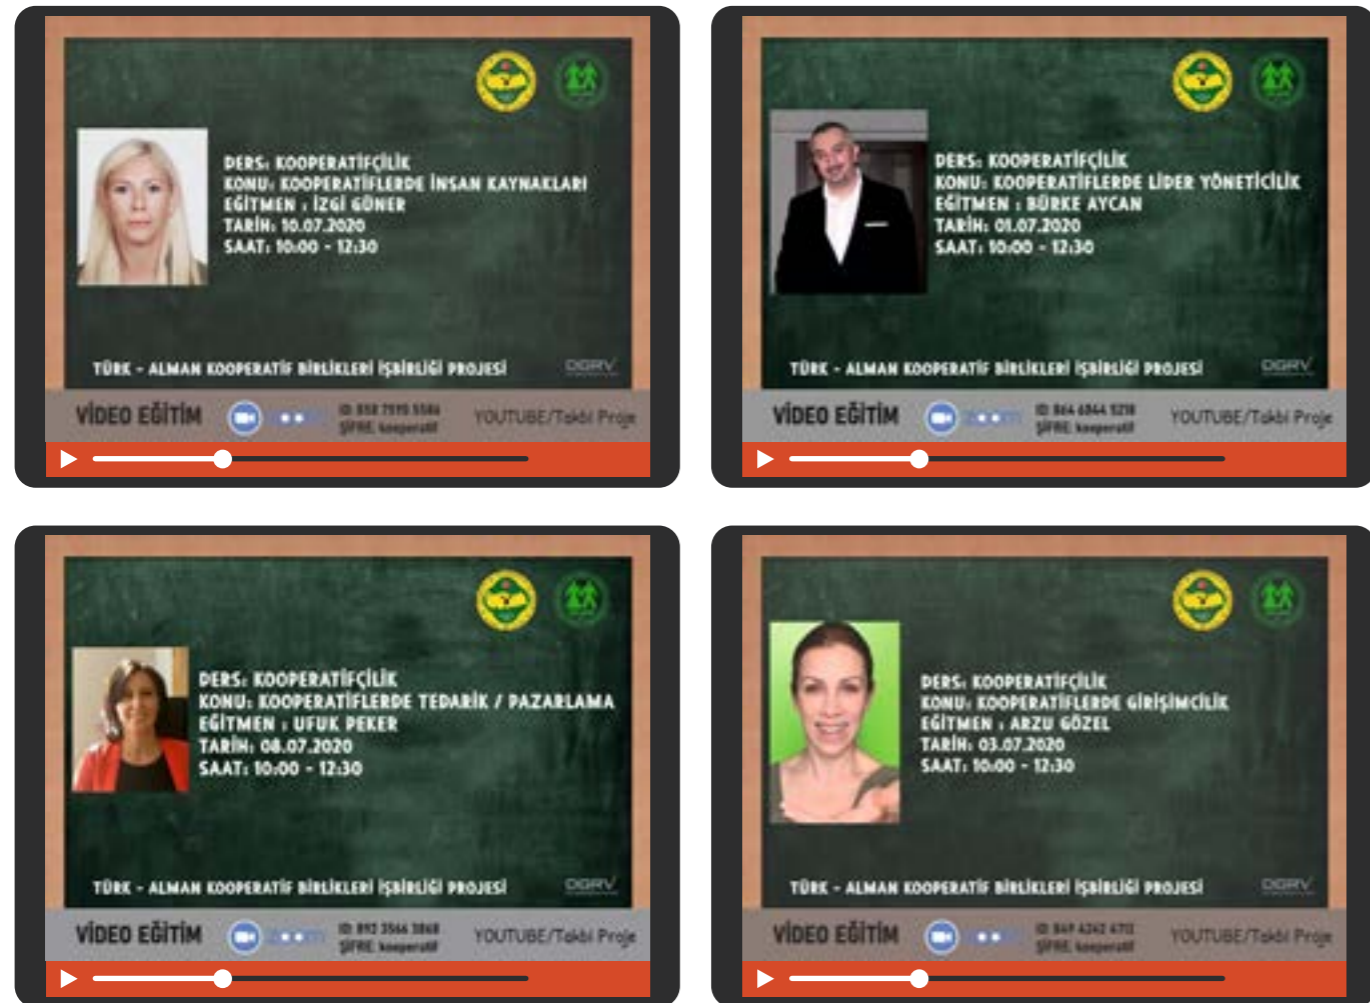 DERS: KOOPERATİFÇİLİK
KONU: KOOPERATİFLERDE İNSAN KAYNAKLARI
EĞİTMEN : İZGİ GÜNER
TARİH: 10.07.2020
SAAT: 10:00 - 12:30
TÜRK - ALMAN KOOPERATİF BİRLİKLERİ İŞBİRLİĞİ PROJESİ
DGRV
VİDEO EĞİTİM
zoom
ŞİFRE: kooperatif
YOUTUBE/Takbi Proje
DERS: KOOPERATİFÇİLİK
KONU: KOOPERATİFLERDE LİDER YÖNETİCİLİK
EĞİTMEN : BÜRKE AYCAN
TARİH: 01.07.2020
SAAT: 10:00 - 12:30
TÜRK - ALMAN KOOPERATİF BİRLİKLERİ İŞBİRLİĞİ PROJESİ
DGRV
VİDEO EĞİTİM
zoom
ŞİFRE: kooperatif
YOUTUBE/Takbi Proje
DERS: KOOPERATİFÇİLİK
KONU: KOOPERATİFLERDE TEDARİK / PAZARLAMA
EĞİTMEN : UFUK PEKER
TARİH: 08.07.2020
SAAT: 10:00 - 12:30
TÜRK - ALMAN KOOPERATİF BİRLİKLERİ İŞBİRLİĞİ PROJESİ
DGRV
VİDEO EĞİTİM
zoom
ŞİFRE: kooperatif
YOUTUBE/Takbi Proje
DERS: KOOPERATİFÇİLİK
KONU: KOOPERATİFLERDE GİRİŞİMCİLİK
EĞİTMEN : ARZU GÖZEL
TARİH: 03.07.2020
SAAT: 10:00 - 12:30
TÜRK - ALMAN KOOPERATİF BİRLİKLERİ İŞBİRLİĞİ PROJESİ
DGRV
VİDEO EĞİTİM
zoom
ŞİFRE: kooperatif
YOUTUBE/Takbi Proje